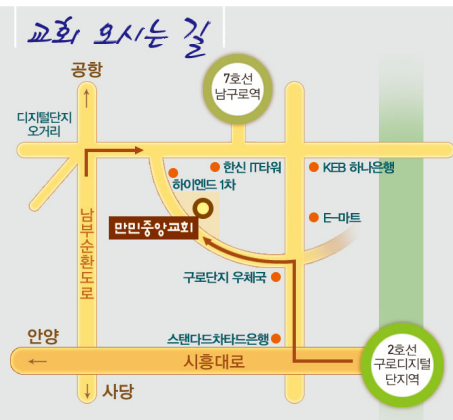 교회 오시는 길
공항
7호선
남구로역
디지털단지
오거리
한신 IT타워
KEB 하나은행
하이엔드 1차
E-마트
만민중앙교회
남부순환도로
구로단지 우체국
스탠다드차타드은행
안양
←
시흥대로
2호선
구로디지털
단지역
사당